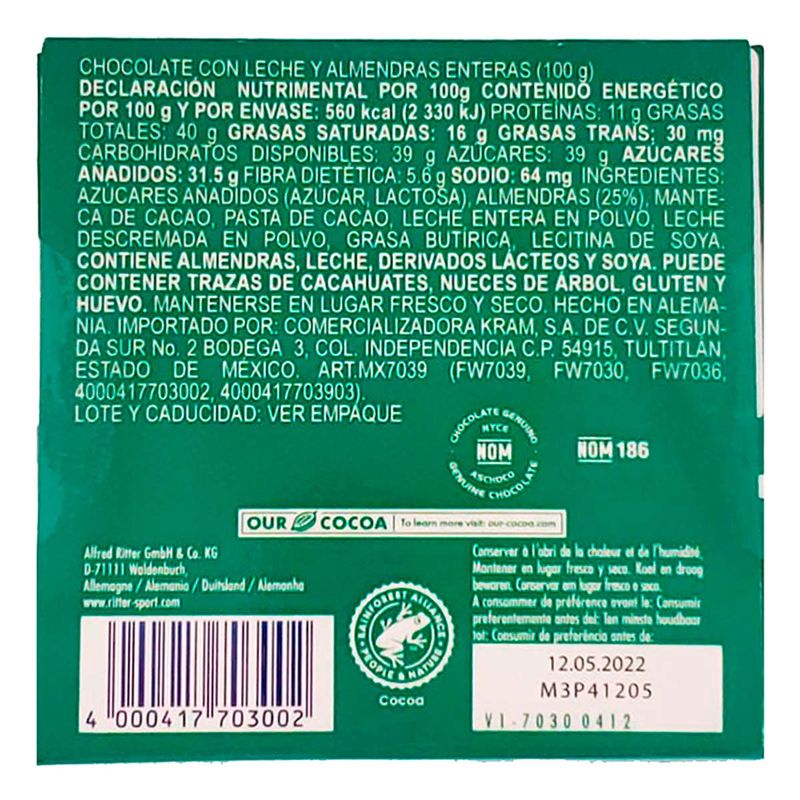 CHOCOLATE CON LECHE Y ALMENDRAS ENTERAS (100 g)
DECLARACIÓN NUTRIMENTAL POR 100g CONTENIDO ENERGÉTICO
POR 100 g Y POR ENVASE: 560 kcal (2 330 kJ) PROTEÍNAS: 11 g GRASAS
TOTALES: 40 g GRASAS SATURADAS: 16 g GRASAS TRANS: 30 mg
CARBOHIDRATOS DISPONIBLES: 39 g AZÚCARES: 39 g AZÚCARES
AÑADIDOS: 31.5 g FIBRA DIETÉTICA: 5.6 g SODIO: 64 mg INGREDIENTES:
AZÚCARES AÑADIDOS (AZÚCAR, LACTOSA), ALMENDRAS (25%), MANTE-
CA DE CACAO, PASTA DE CACAO, LECHE ENTERA EN POLVO, LECHE
DESCREMADA EN POLVO, GRASA BUTÍRICA, LECITINA DE SOYA.
CONTIENE ALMENDRAS, LECHE, DERIVADOS LÁCTEOS Y SOYA. PUEDE
CONTENER TRAZAS DE CACAHUATES, NUECES DE ÁRBOL, GLUTEN Y
HUEVO. MANTENERSE EN LUGAR FRESCO Y SECO. HECHO EN ALEMA-
NIA. IMPORTADO POR: COMERCIALIZADORA KRAM, S.A. DE C.V. SEGUN-
DA SUR No. 2 BODEGA 3, COL. INDEPENDENCIA C.P. 54915, TULTITLÁN,
ESTADO DE MÉXICO. ART.MX7039 (FW7039, FW7030, FW7036,
4000417703002, 4000417703903).
LOTE Y CADUCIDAD: VER EMPAQUE
CHOCOLATE GENUINO
NYCE
NOM
ASCHOCO
GENUINE CHOCOLATE
NOM 186
OUR COCOA To learn more visit: our-cocoa.com
Alfred Ritter GmbH & Co. KG
D-71111 Waldenbuch,
Allemagne / Alemania / Duitsland / Alemanha
www.ritter-sport.com
Conserver à l'abri de la chaleur et de l'humidité.
Mantener en lugar fresco y seco. Koel en droog
bewaren. Conservar em lugar fresco e seco.
A consommer de préférence avant le: Consumir
preferentemente antes del: Ten minste houdbaar
tot: Consumir de preferência antes de:
RAINFOREST ALLIANCE
PEOPLE & NATURE
Cocoa
4 000417 703002
12.05.2022
M3P41205
V1-7030 0412